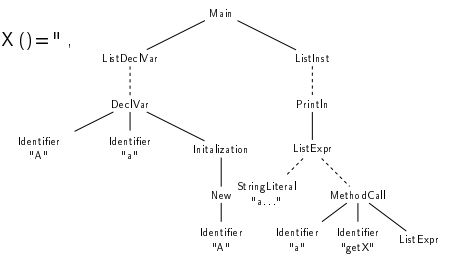 Main
X ()=" ,
ListDeclVar ListInst
DeclVar Println
Identifier Identifier Initalization ListExpr
"A" "a"
New StringLiteral MethodCall
"a..."
Identifier Identifier Identifier ListExpr
"A" "a" "getX"